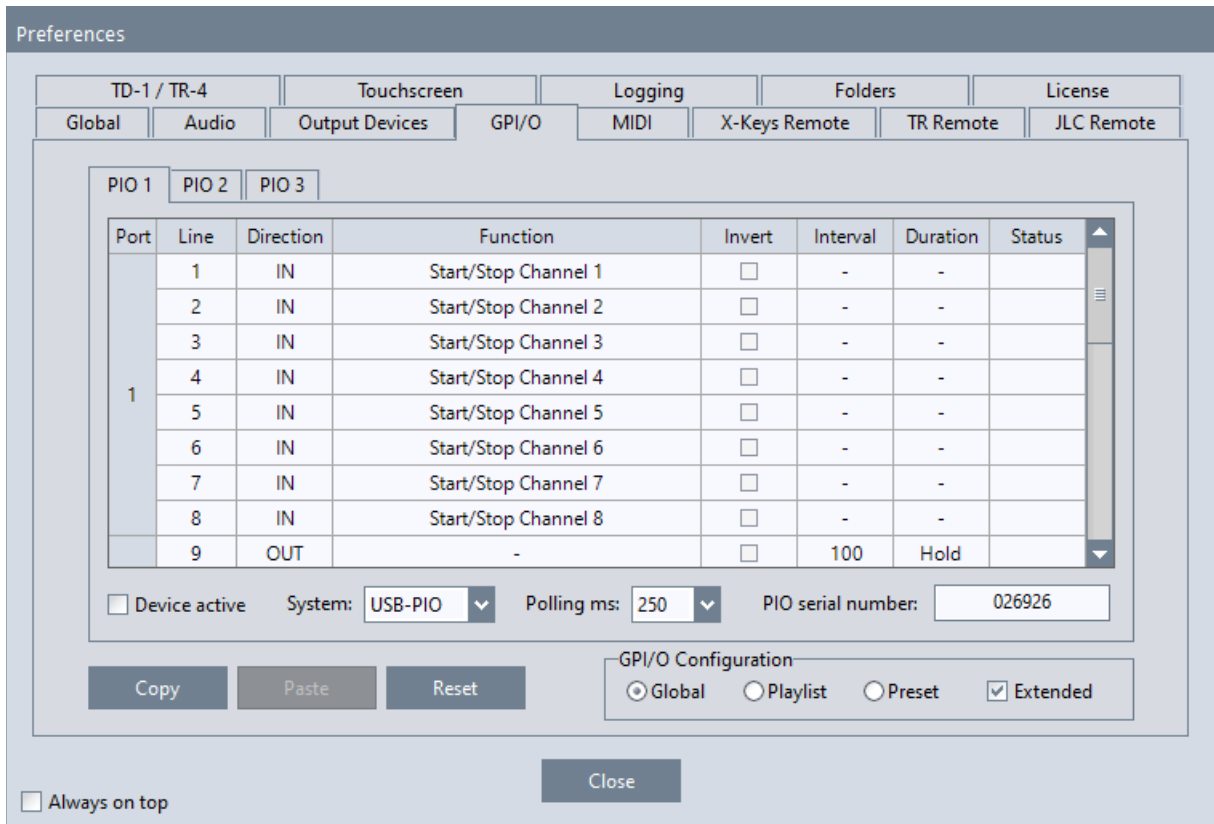 Preferences
TD-1 / TR-4 Touchscreen Logging Folders License
Global Audio Output Devices GPI/O MIDI X-Keys Remote TR Remote JLC Remote
PIO 1 PIO 2 PIO 3
Port Line Direction Function Invert Interval Duration Status
1 IN Start/Stop Channel 1 - -
2 IN Start/Stop Channel 2 - -
3 IN Start/Stop Channel 3 - -
4 IN Start/Stop Channel 4 - -
1
5 IN Start/Stop Channel 5 - -
6 IN Start/Stop Channel 6 - -
7 IN Start/Stop Channel 7 - -
8 IN Start/Stop Channel 8 - -
9 OUT - 100 Hold
Device active System: USB-PIO Polling ms: 250 PIO serial number: 026926
GPI/O Configuration
Copy Paste Reset Global Playlist Preset Extended
Close
Always on top